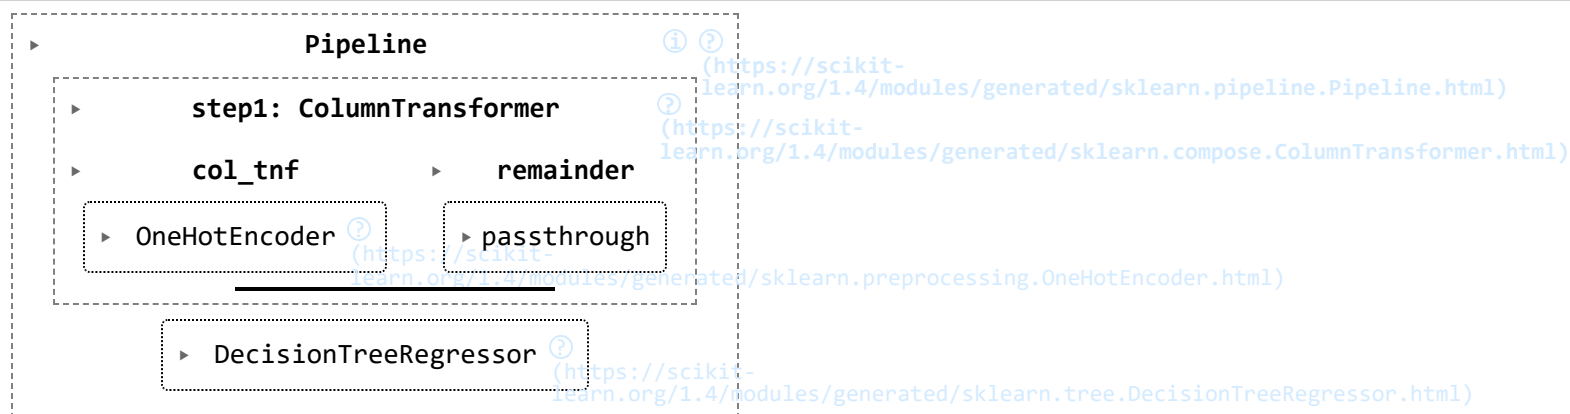 Pipeline
(https://scikit-
learn.org/1.4/modules/generated/sklearn.pipeline.Pipeline.html)
step1: ColumnTransformer
(https://scikit-
learn.org/1.4/modules/generated/sklearn.compose.ColumnTransformer.html)
col_tnf remainder
OneHotEncoder ? passthrough
(https://scikit-
learn.org/1.4/modules/generated/sklearn.preprocessing.OneHotEncoder.html)
DecisionTreeRegressor ?
(https://scikit-
learn.org/1.4/modules/generated/sklearn.tree.DecisionTreeRegressor.html)